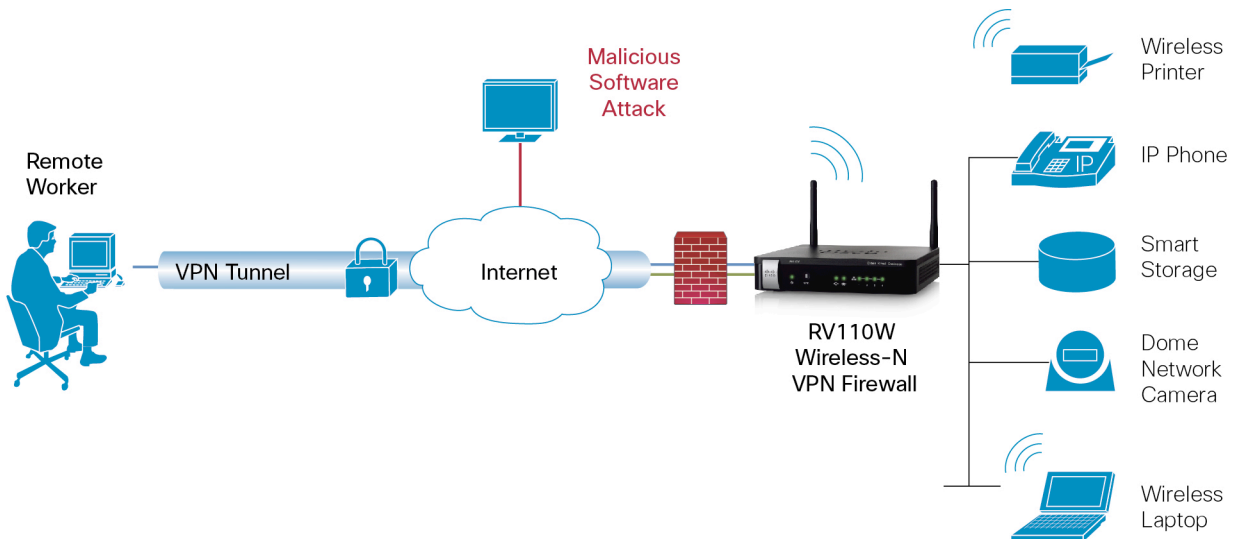 Malicious
Software
Attack
Remote
Worker
VPN Tunnel
Internet
RV110W
Wireless-N
VPN Firewall
Wireless
Printer
IP
IP Phone
Smart
Storage
Dome
Network
Camera
Wireless
Laptop